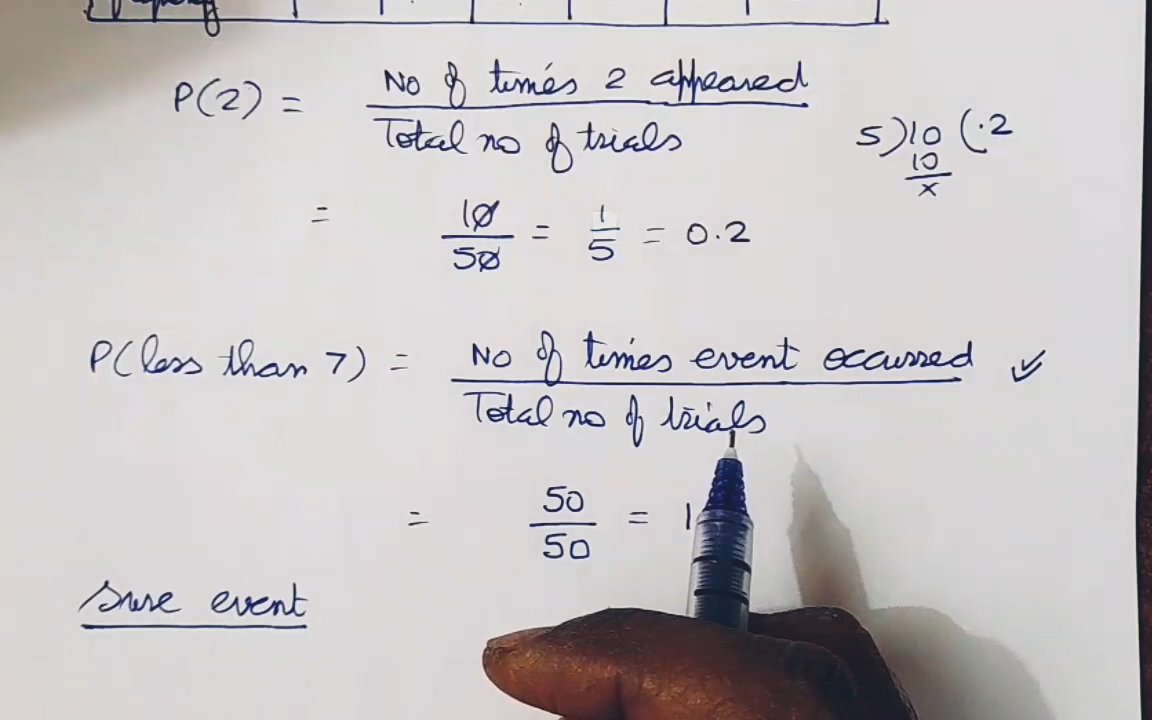 P(2) = No of times 2 appeared / Total no of trials
5)10(.2
10
x
= 10/50 = 1/5 = 0.2
P(less than 7) = No of times event occurred / Total no of trials ✓
= 50/50 = 1
Sure event